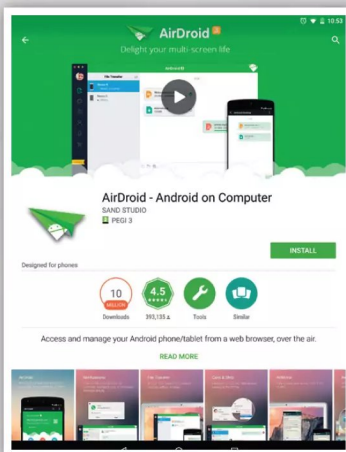 10:53
AirDroid
Delight your multi-screen life
File Transfer
AirDroid - Android on Computer
SAND STUDIO
PEGI 3
INSTALL
Designed for phones
10
MILLION
4.5
Downloads
393,135
Tools
Similar
Access and manage your Android phone/tablet from a web browser, over the air.
READ MORE